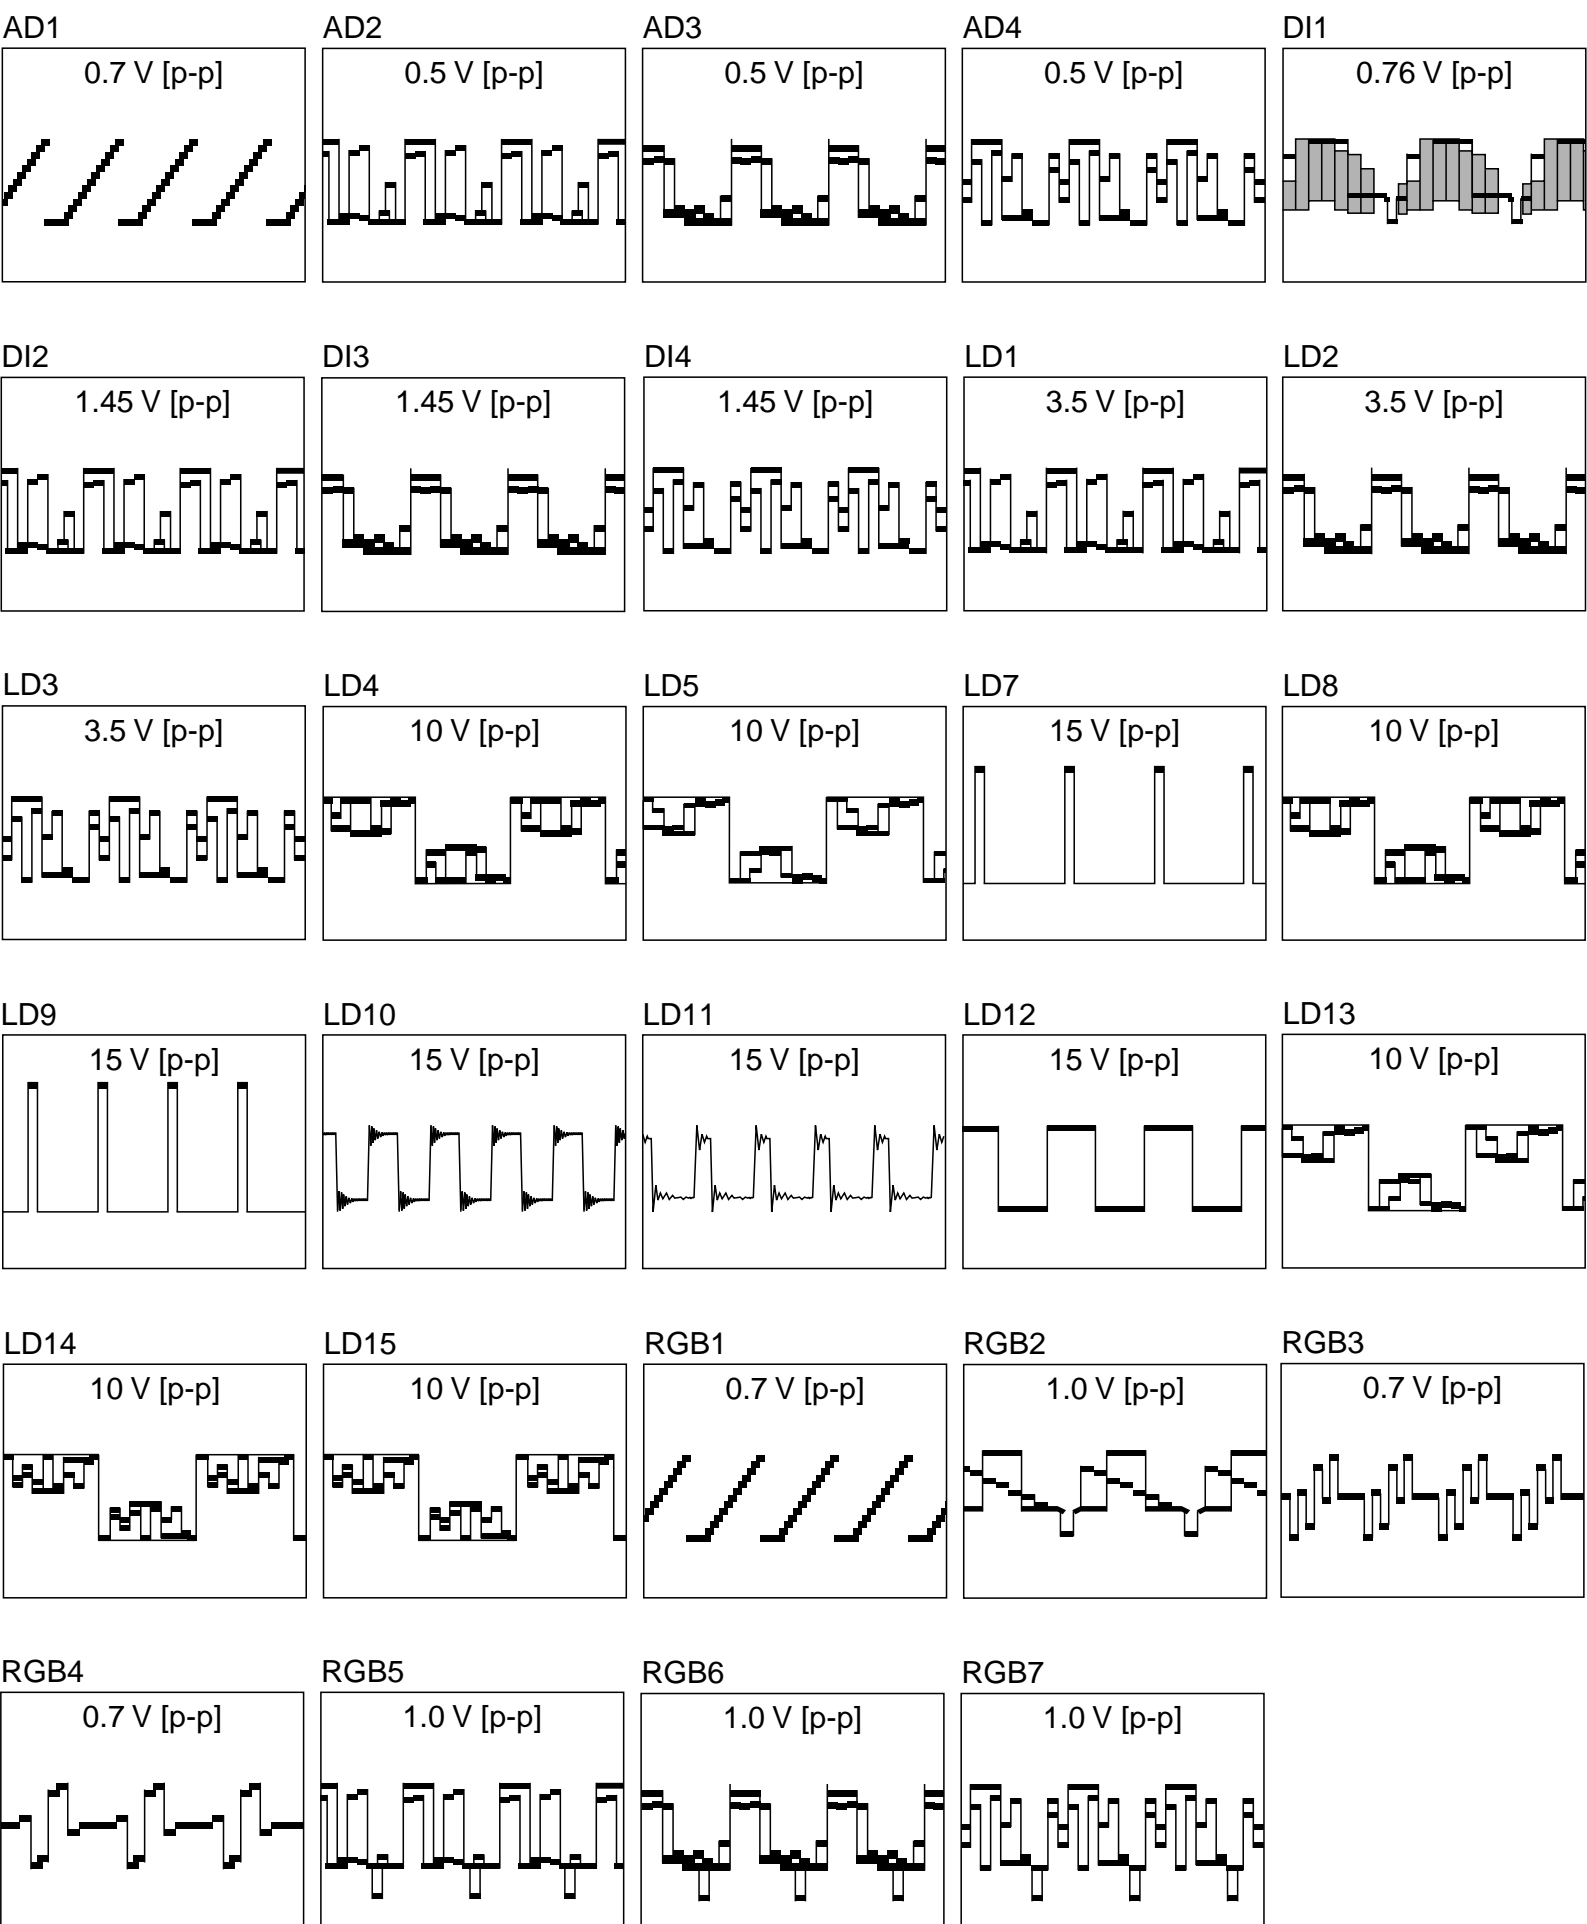 AD1 AD2 AD3 AD4 DI1
0.7 V [p-p] 0.5 V [p-p] 0.5 V [p-p] 0.5 V [p-p] 0.76 V [p-p]
DI2 DI3 DI4 LD1 LD2
1.45 V [p-p] 1.45 V [p-p] 1.45 V [p-p] 3.5 V [p-p] 3.5 V [p-p]
LD3 LD4 LD5 LD7 LD8
3.5 V [p-p] 10 V [p-p] 10 V [p-p] 15 V [p-p] 10 V [p-p]
LD9 LD10 LD11 LD12 LD13
15 V [p-p] 15 V [p-p] 15 V [p-p] 15 V [p-p] 10 V [p-p]
LD14 LD15 RGB1 RGB2 RGB3
10 V [p-p] 10 V [p-p] 0.7 V [p-p] 1.0 V [p-p] 0.7 V [p-p]
RGB4 RGB5 RGB6 RGB7
0.7 V [p-p] 1.0 V [p-p] 1.0 V [p-p] 1.0 V [p-p]